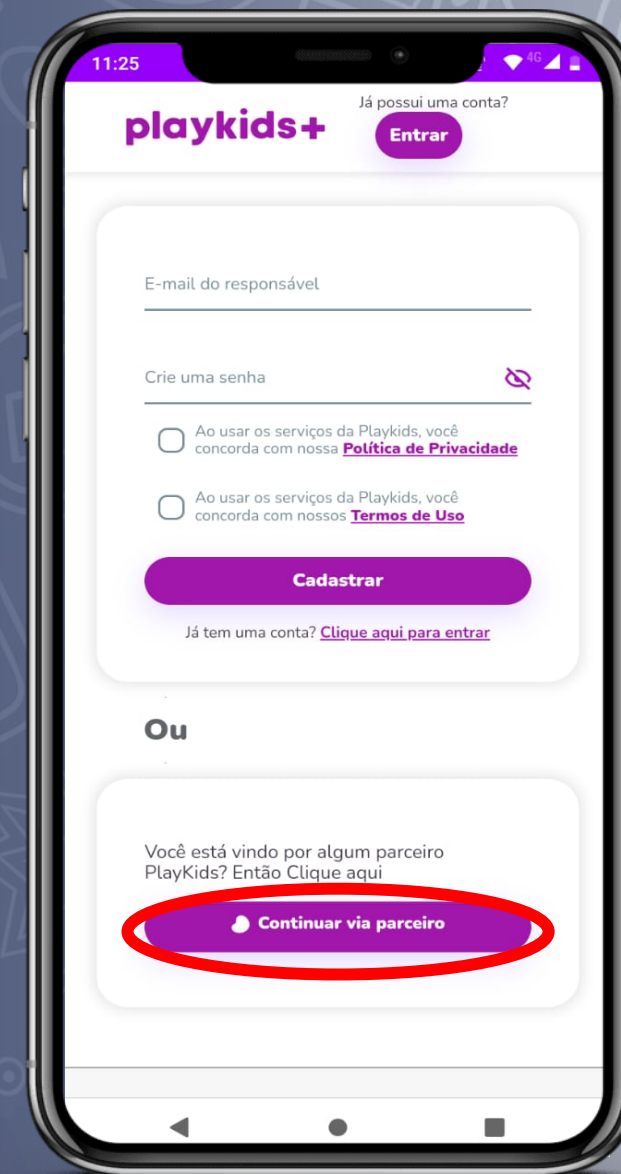 11:25
4G
Já possui uma conta?
playkids+
Entrar
E-mail do responsável
Crie uma senha
Ao usar os serviços da Playkids, você
concorda com nossa Política de Privacidade
Ao usar os serviços da Playkids, você
concorda com nossos Termos de Uso
Cadastrar
Já tem uma conta? Clique aqui para entrar
Ou
Você está vindo por algum parceiro
PlayKids? Então Clique aqui
Continuar via parceiro